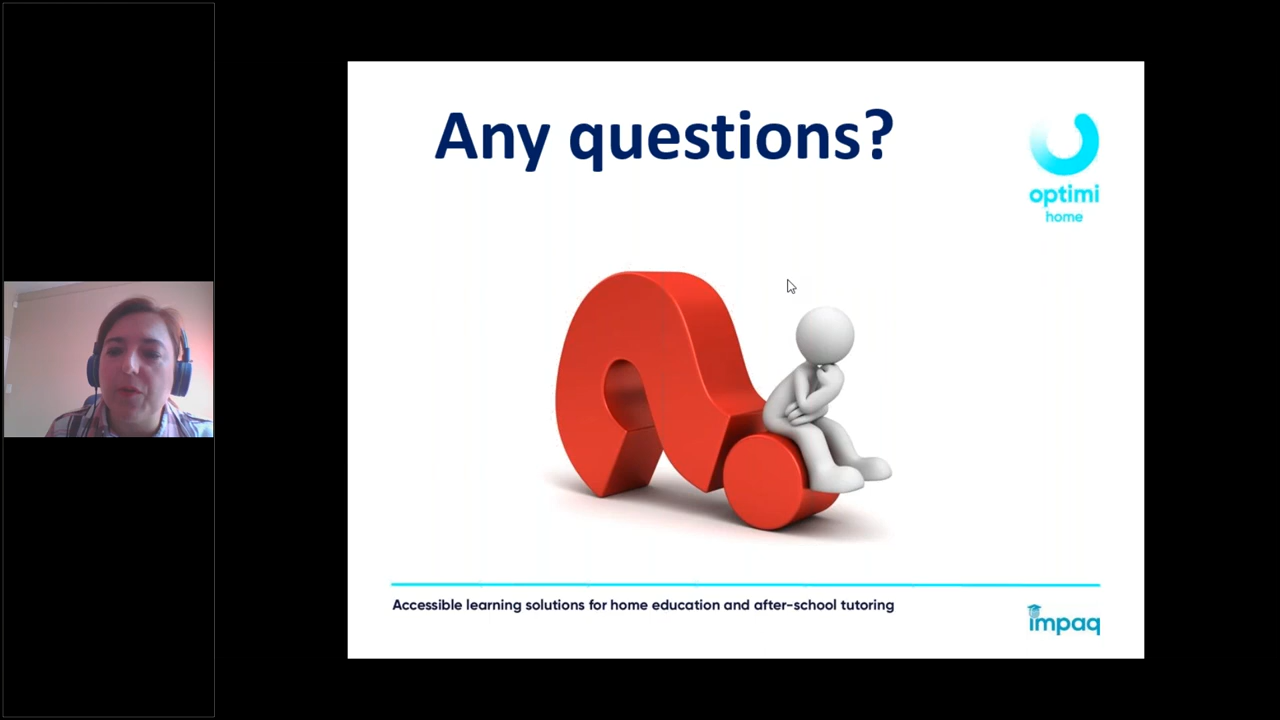 Any questions?
optimi
home
Accessible learning solutions for home education and after-school tutoring
impaq